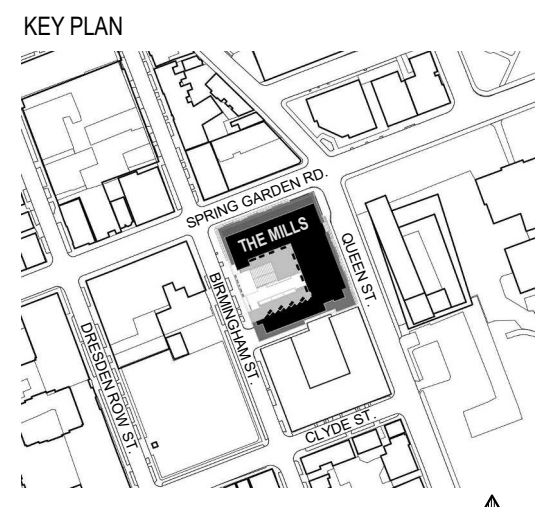 KEY PLAN
SPRING GARDEN RD.
THE MILLS
QUEEN ST.
BIRMINGHAM ST.
DRESDEN ROW ST.
CLYDE ST.